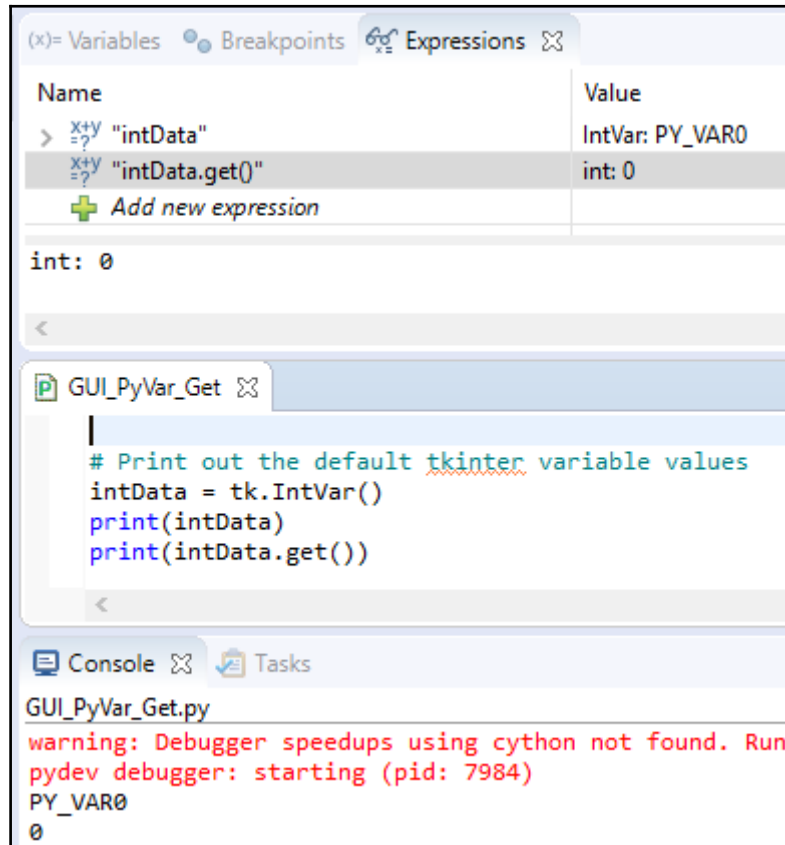 (x)= Variables Breakpoints Expressions
Name Value
"intData" IntVar: PY_VAR0
"intData.get()" int: 0
Add new expression
int: 0
GUI_PyVar_Get
# Print out the default tkinter variable values
intData = tk.IntVar()
print(intData)
print(intData.get())
Console Tasks
GUI_PyVar_Get.py
warning: Debugger speedups using cython not found. Run
pydev debugger: starting (pid: 7984)
PY_VAR0
0